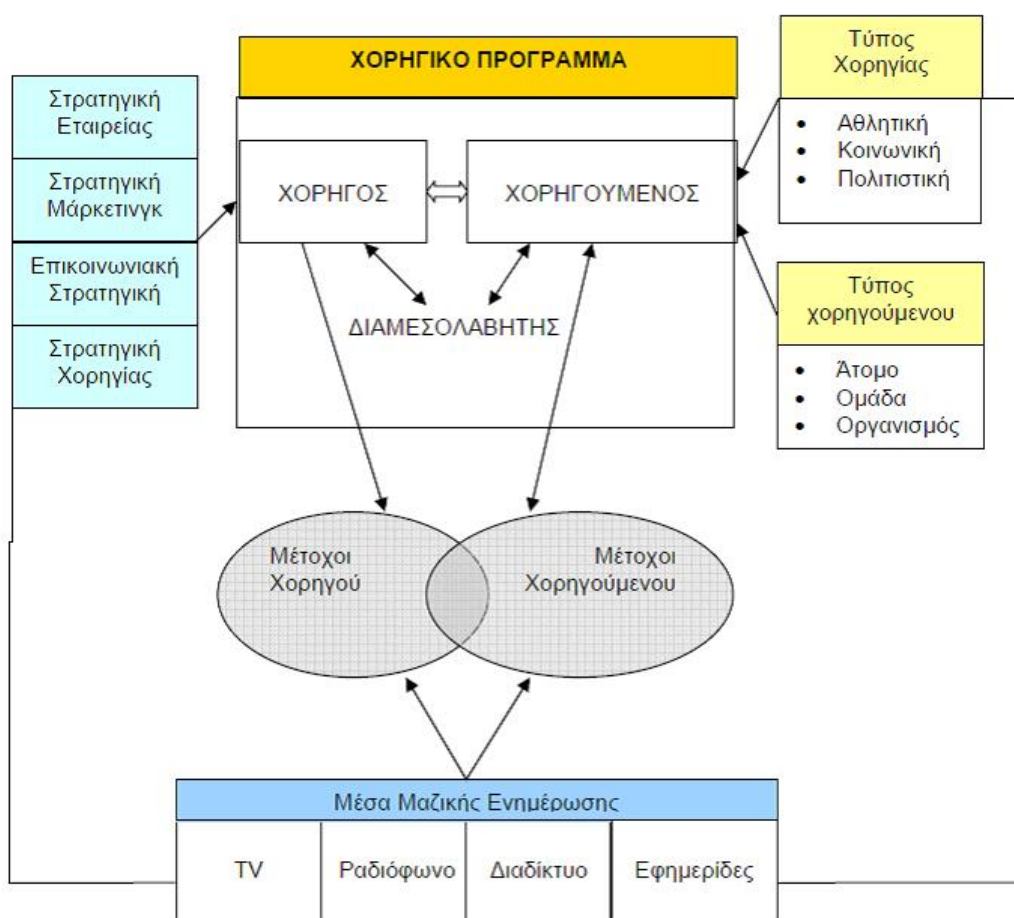 ΧΟΡΗΓΙΚΟ ΠΡΟΓΡΑΜΜΑ
Τύπος
Χορηγίας
• Αθλητική
• Κοινωνική
• Πολιτιστική
Στρατηγική
Εταιρείας
Στρατηγική
Μάρκετινγκ
Επικοινωνιακή
Στρατηγική
Στρατηγική
Χορηγίας
ΧΟΡΗΓΟΣ
ΧΟΡΗΓΟΥΜΕΝΟΣ
ΔΙΑΜΕΣΟΛΑΒΗΤΗΣ
Τύπος
χορηγούμενου
• Άτομο
• Ομάδα
• Οργανισμός
Μέτοχοι
Χορηγού
Μέτοχοι
Χορηγούμενου
Μέσα Μαζικής Ενημέρωσης
TV
Ραδιόφωνο
Διαδίκτυο
Εφημερίδες